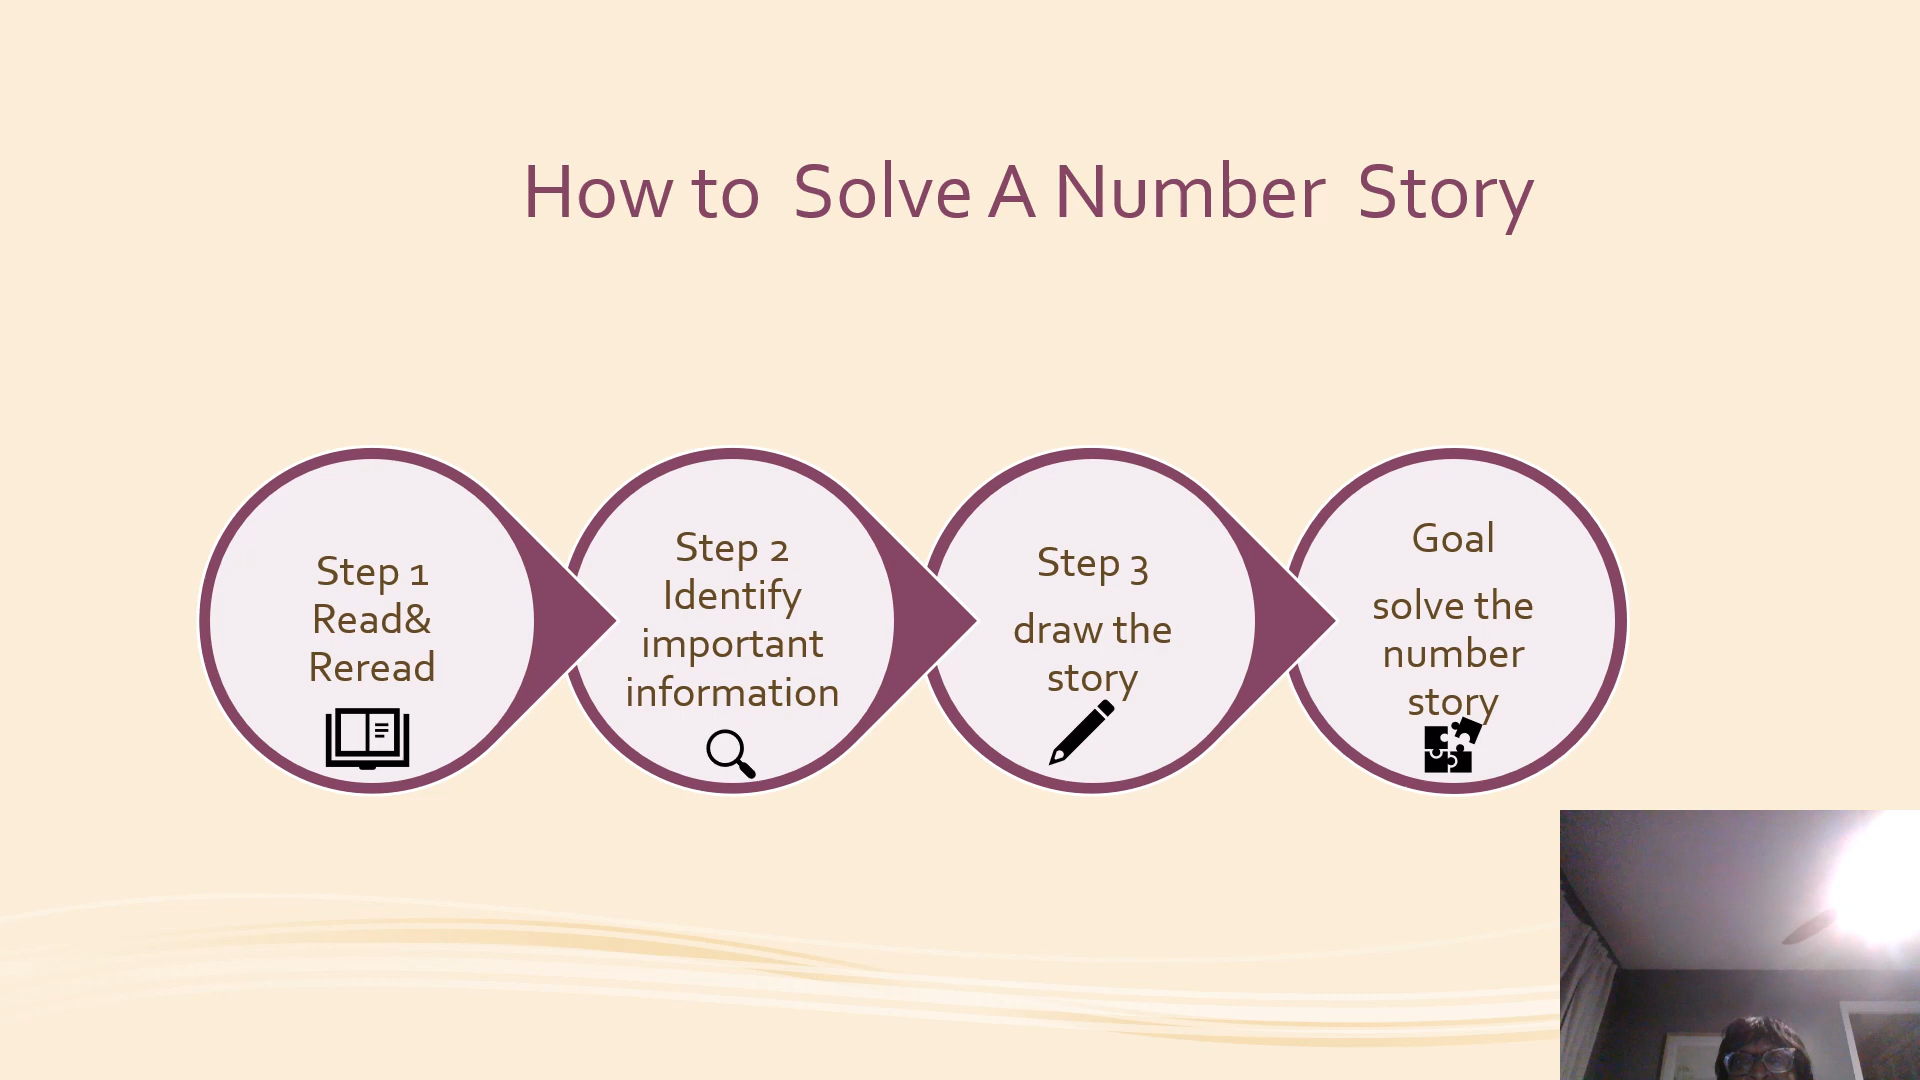 How to  Solve A Number  Story
Step 1
Read&
Reread
Step 2
Identify
important
information
Step 3
draw the
story
Goal
solve the
number
story